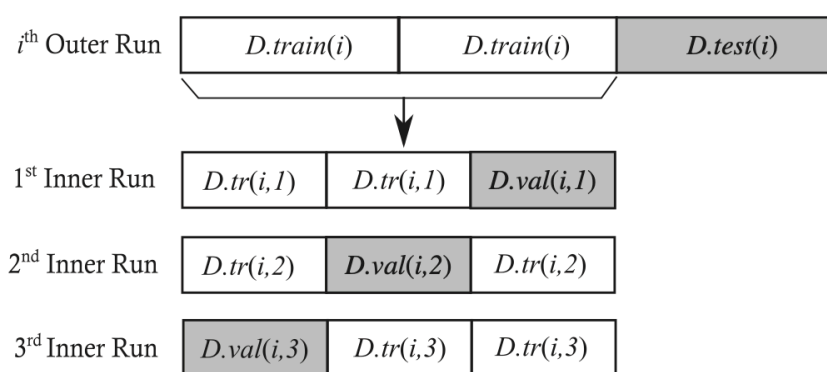 iᵗʰ Outer Run D.train(i) D.train(i) D.test(i)
1ˢᵗ Inner Run D.tr(i,1) D.tr(i,1) D.val(i,1)
2ⁿᵈ Inner Run D.tr(i,2) D.val(i,2) D.tr(i,2)
3ʳᵈ Inner Run D.val(i,3) D.tr(i,3) D.tr(i,3)